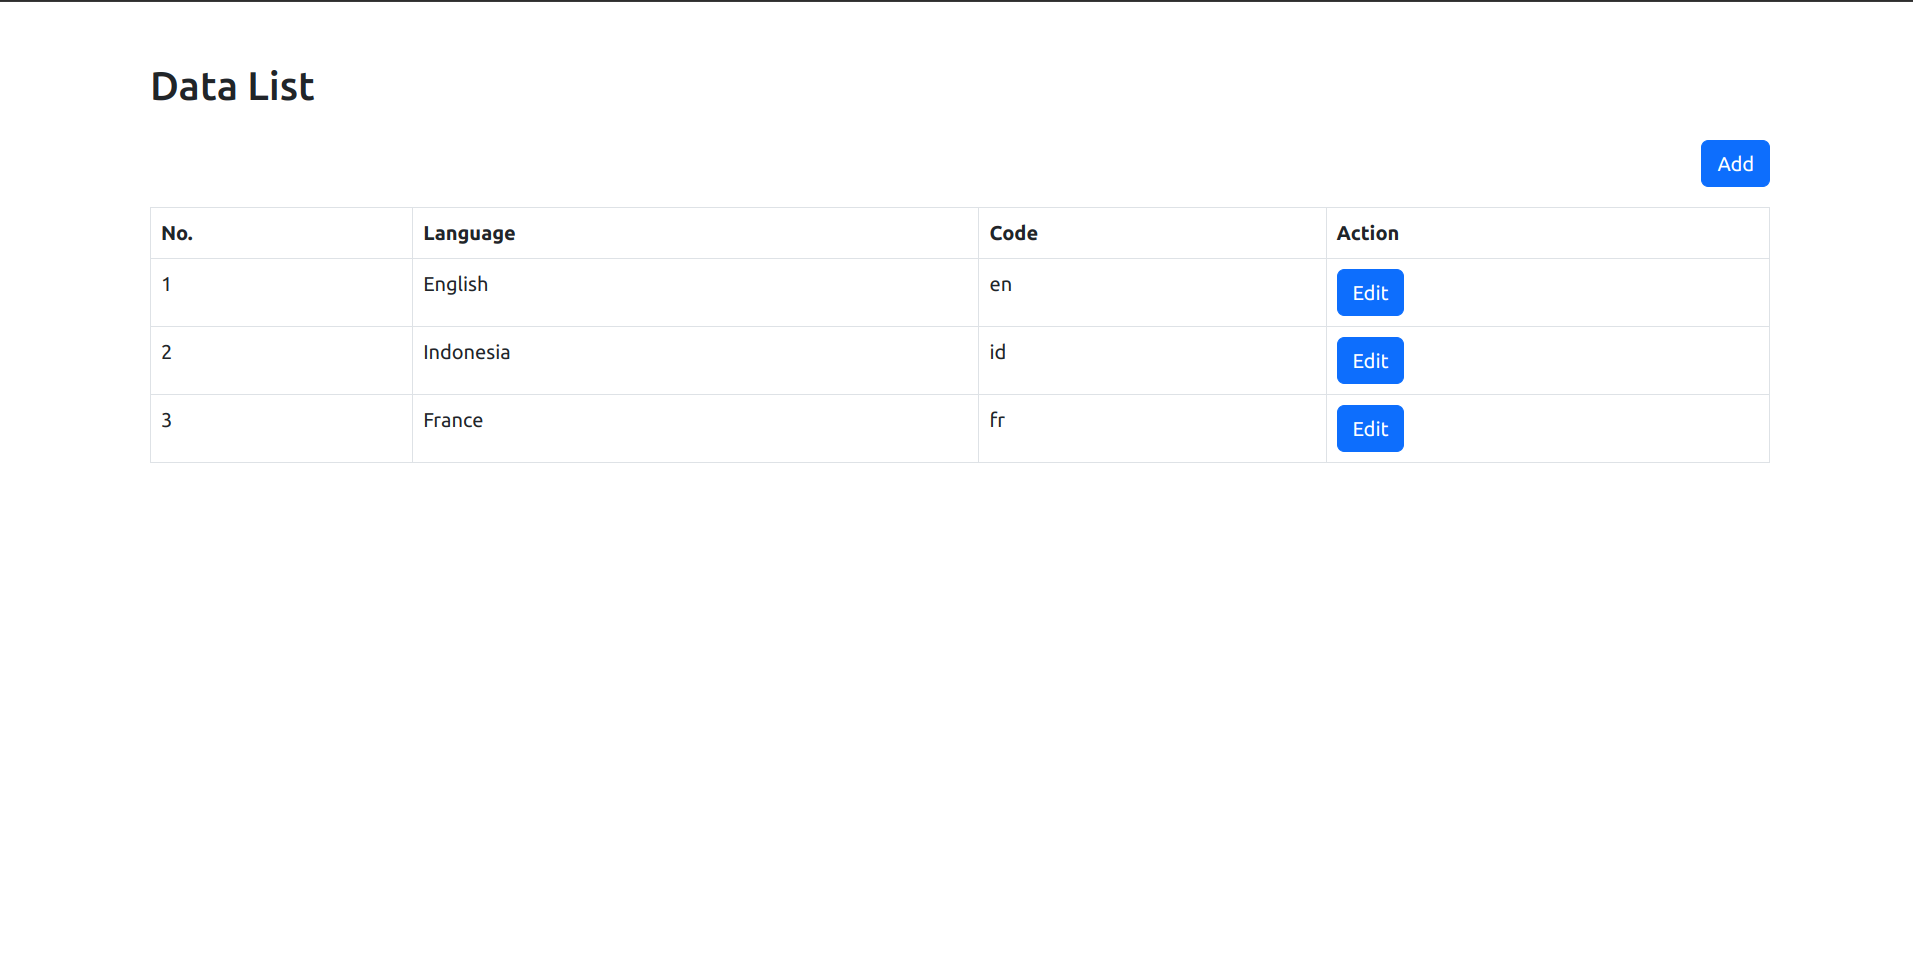 Data List
Add
No. Language Code Action
1 English en Edit
2 Indonesia id Edit
3 France fr Edit